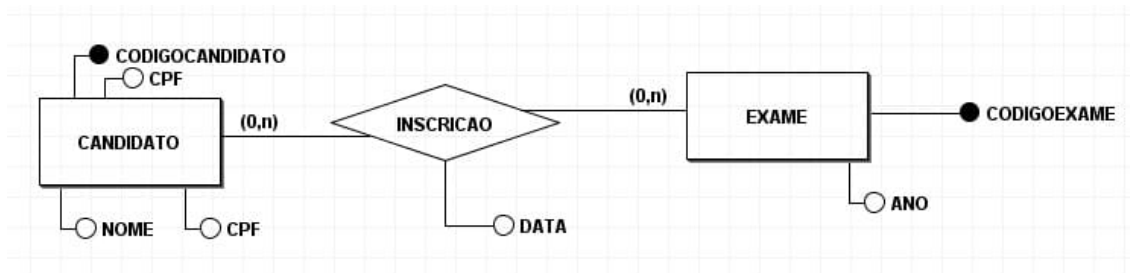 CODIGOCANDIDATO
CPF
(0,n)
(0,n)
CANDIDATO
INSCRICAO
EXAME
CODIGOEXAME
NOME
CPF
DATA
ANO